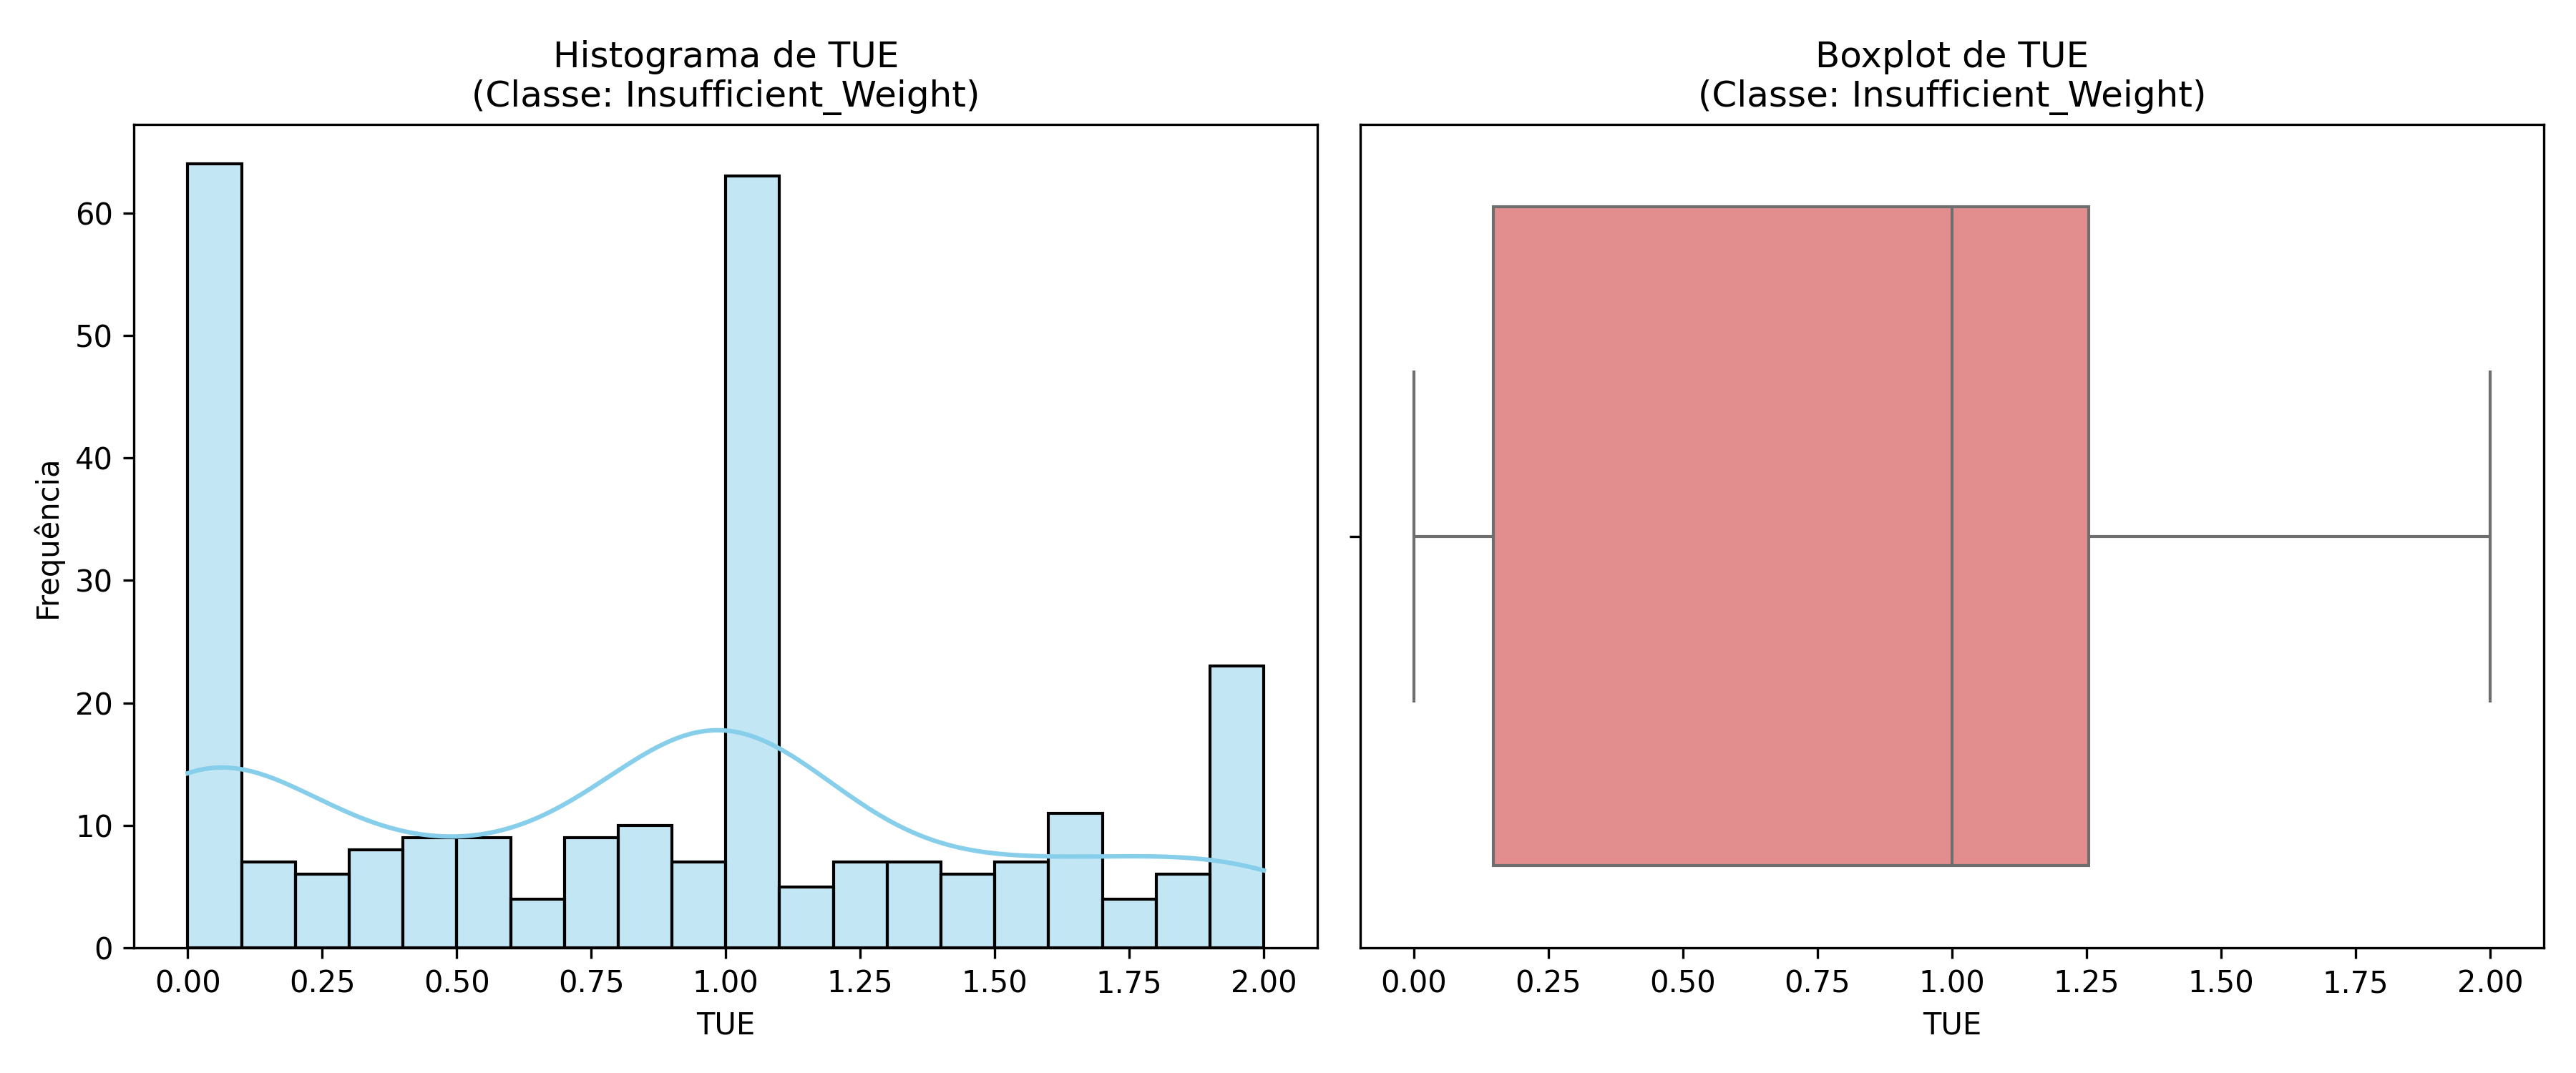 Histograma de TUE
(Classe: Insufficient_Weight)
Frequência
60
50
40
30
20
10
0
0.00 0.25 0.50 0.75 1.00 1.25 1.50 1.75 2.00
TUE
Boxplot de TUE
(Classe: Insufficient_Weight)
0.00 0.25 0.50 0.75 1.00 1.25 1.50 1.75 2.00
TUE